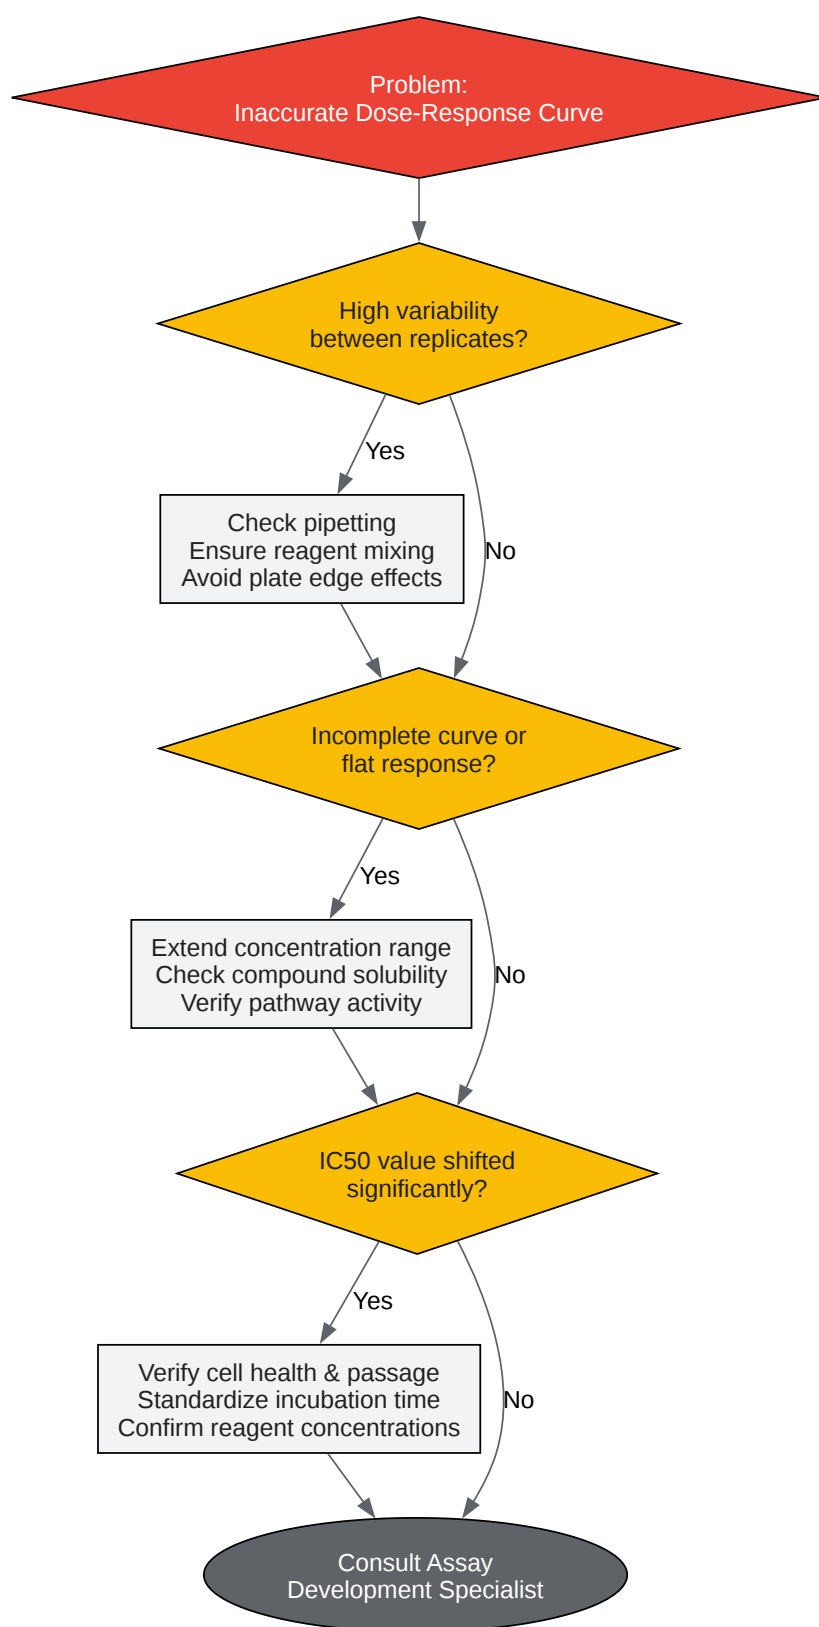 Problem:
Inaccurate Dose-Response Curve
High variability
between replicates?
Yes
Check pipetting
Ensure reagent mixing
Avoid plate edge effects
No
Incomplete curve or
flat response?
Yes
Extend concentration range
Check compound solubility
Verify pathway activity
No
IC50 value shifted
significantly?
Yes
Verify cell health & passage
Standardize incubation time
Confirm reagent concentrations
No
Consult Assay
Development Specialist